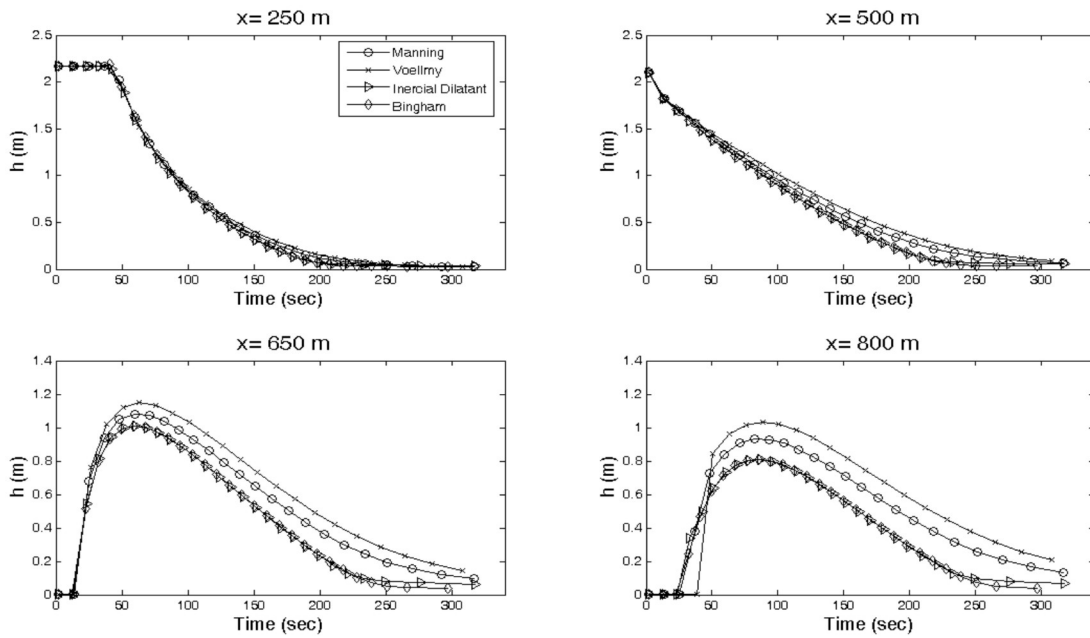 x= 250 m
2.5
2
1.5
1
0.5
0
h (m)
0 50 100 150 200 250 300
Time (sec)
Manning
Voellmy
Inercial Dilatant
Bingham
x= 500 m
2.5
2
1.5
1
0.5
0
h (m)
0 50 100 150 200 250 300
Time (sec)
x= 650 m
1.4
1.2
1
0.8
0.6
0.4
0.2
0
h (m)
0 50 100 150 200 250 300
Time (sec)
x= 800 m
1.4
1.2
1
0.8
0.6
0.4
0.2
0
h (m)
0 50 100 150 200 250 300
Time (sec)